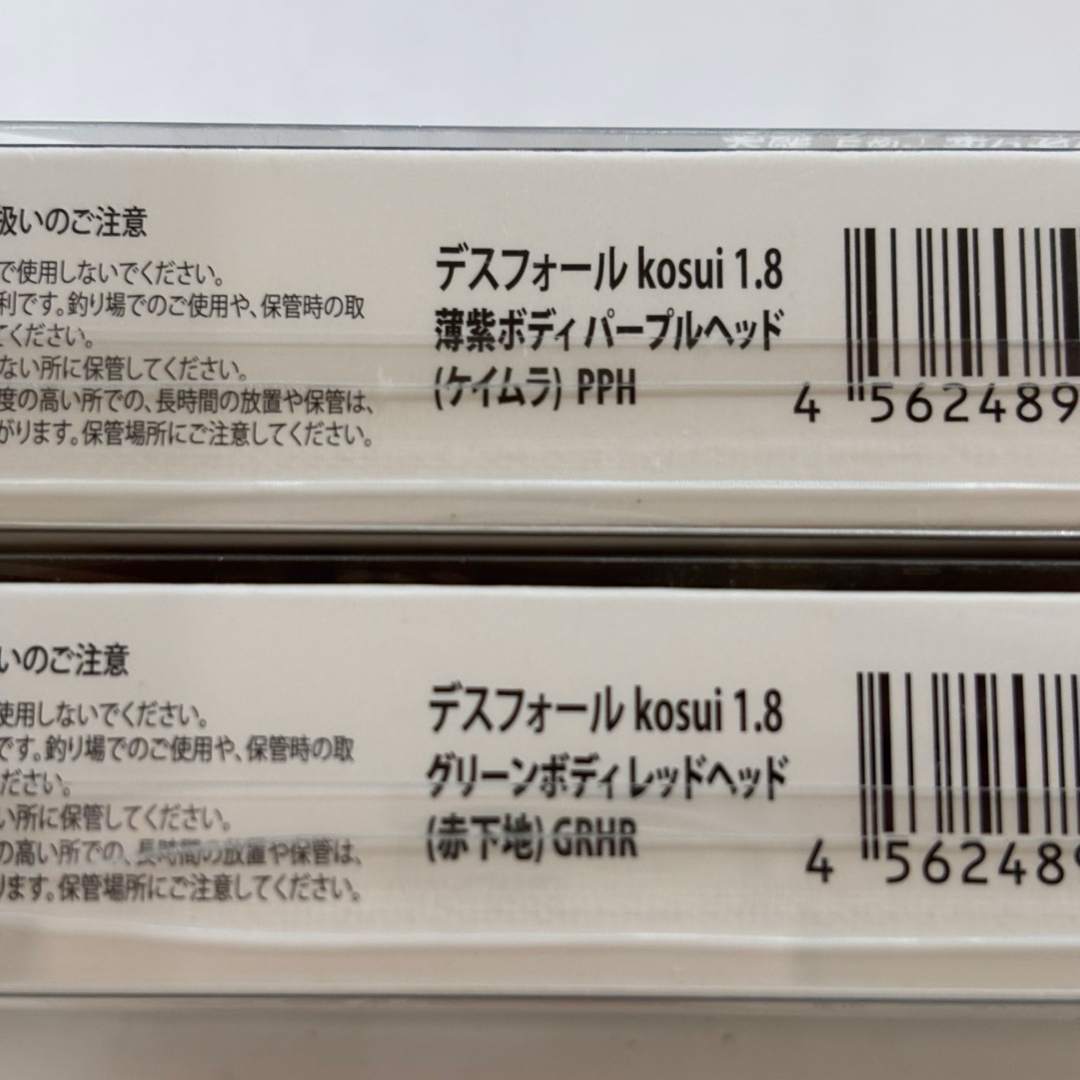 扱いのご注意
で使用しないでください。
利です。釣り場でのご使用や、保管時の取
てください。
ない所に保管してください。
度の高い所での、長時間の放置や保管は、
がります。保管場所にご注意してください。
デスフォール kosui 1.8
薄紫ボディ パープルヘッド
(ケイムラ) PPH
4 562489
いのご注意
使用しないでください。
です。釣り場でのご使用や、保管時の取
ださい。
い所に保管してください。
の高い所での、長時間の放置や保管は、
ります。保管場所にご注意してください。
デスフォール kosui 1.8
グリーンボディ レッドヘッド
(赤下地) GRHR
4 562489